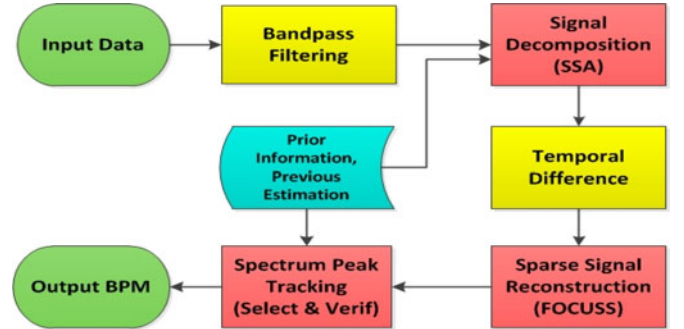 Input Data
Bandpass
Filtering
Signal
Decomposition
(SSA)
Prior
Information,
Previous
Estimation
Temporal
Difference
Output BPM
Spectrum Peak
Tracking
(Select & Verif)
Sparse Signal
Reconstruction
(FOCUSS)